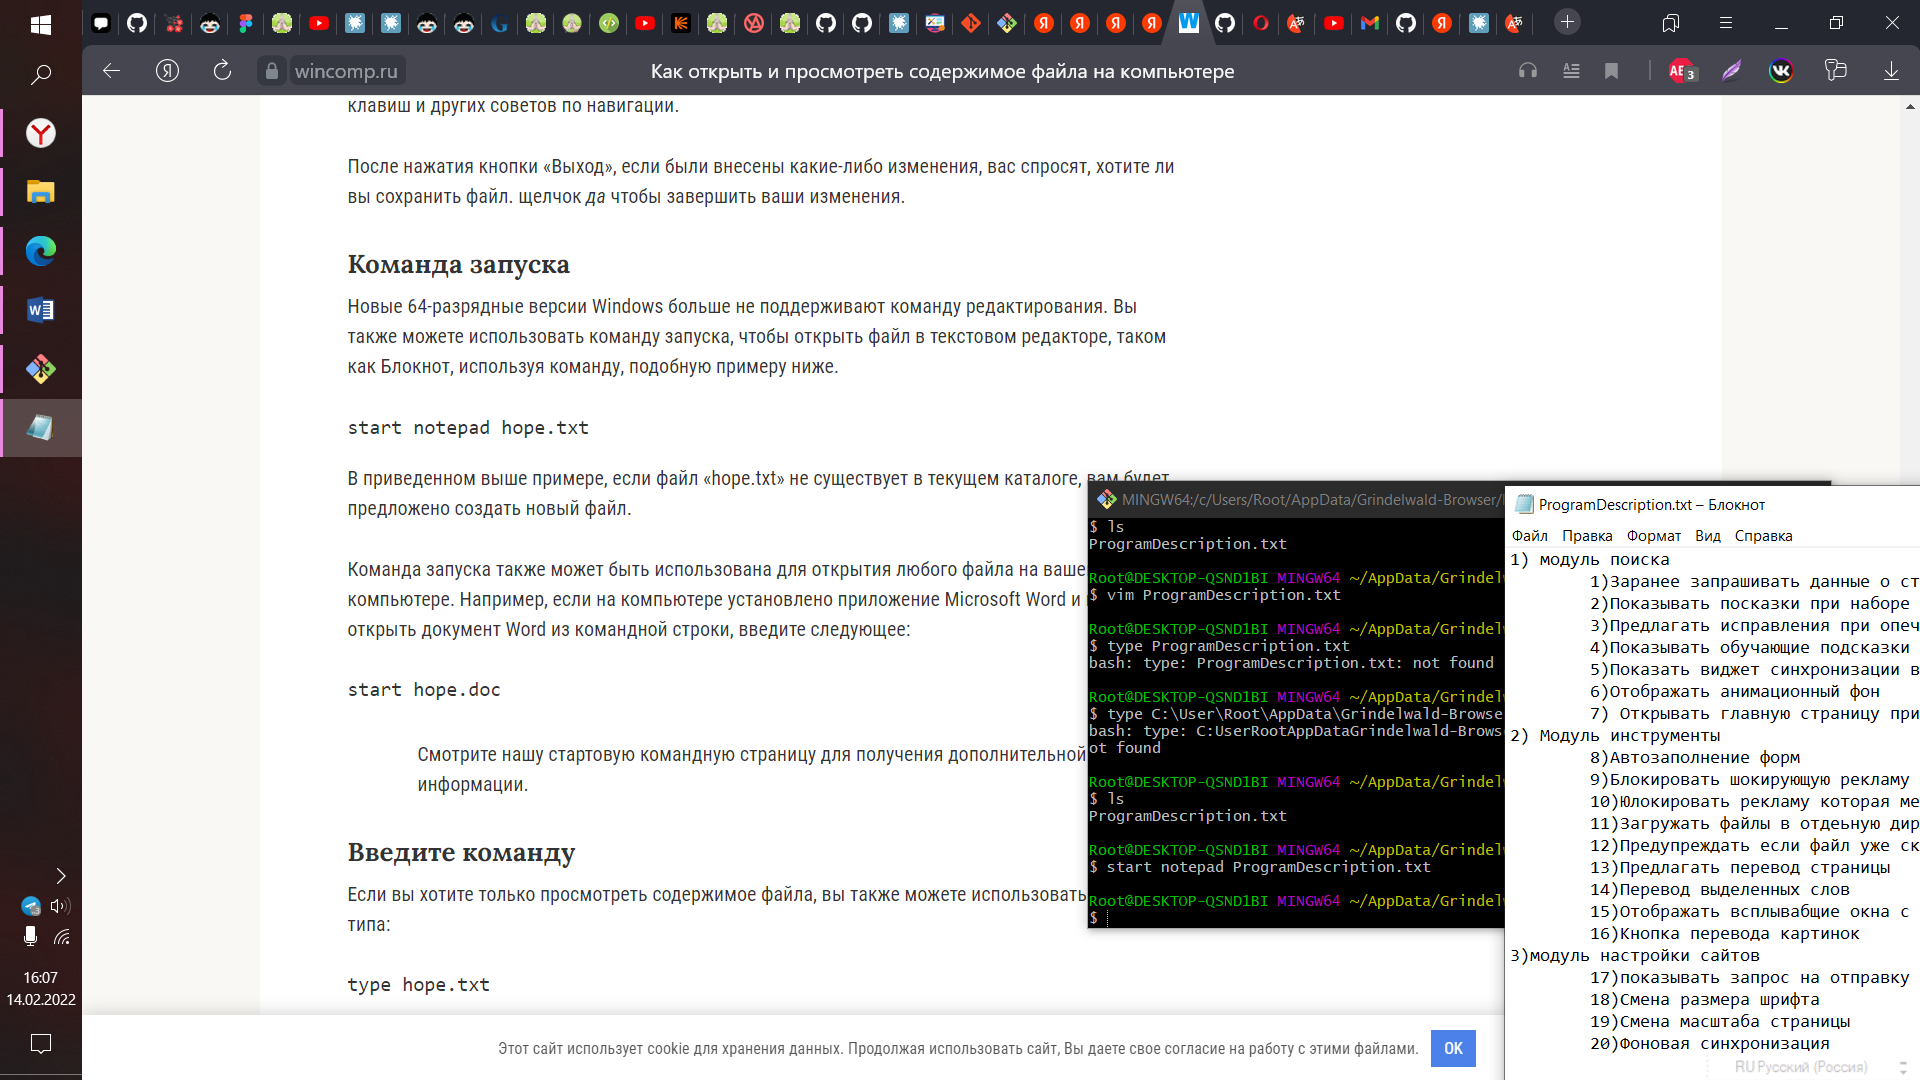 wincomp.ru
Как открыть и просмотреть содержимое файла на компьютере
3
клавиш и других советов по навигации.
После нажатия кнопки «Выход», если были внесены какие-либо изменения, вас спросят, хотите ли
вы сохранить файл. щелчок да чтобы завершить ваши изменения.
Команда запуска
Новые 64-разрядные версии Windows больше не поддерживают команду редактирования. Вы
также можете использовать команду запуска, чтобы открыть файл в текстовом редакторе, таком
как Блокнот, используя команду, подобную примеру ниже.
start notepad hope.txt
В приведенном выше примере, если файл «hope.txt» не существует в текущем каталоге, вам будет
предложено создать новый файл.
Команда запуска также может быть использована для открытия любого файла на ваше
компьютере. Например, если на компьютере установлено приложение Microsoft Word и
открыть документ Word из командной строки, введите следующее:
start hope.doc
Смотрите нашу стартовую командную страницу для получения дополнительной
информации.
Введите команду
Если вы хотите только просмотреть содержимое файла, вы также можете использовать
типа:
type hope.txt
Этот сайт использует cookie для хранения данных. Продолжая использовать сайт, Вы даете свое согласие на работу с этими файлами.
OK
MINGW64:/c/Users/Root/AppData/Grindelwald-Browser/
$ ls
ProgramDescription.txt
Root@DESKTOP-QSND1BI MINGW64 ~/AppData/Grindelw
$ vim ProgramDescription.txt
Root@DESKTOP-QSND1BI MINGW64 ~/AppData/Grindelw
$ type ProgramDescription.txt
bash: type: ProgramDescription.txt: not found
Root@DESKTOP-QSND1BI MINGW64 ~/AppData/Grindelw
$ type C:\User\Root\AppData\Grindelwald-Browse
bash: type: C:UserRootAppDataGrindelwald-Brows
ot found
Root@DESKTOP-QSND1BI MINGW64 ~/AppData/Grindelw
$ ls
ProgramDescription.txt
Root@DESKTOP-QSND1BI MINGW64 ~/AppData/Grindelw
$ start notepad ProgramDescription.txt
Root@DESKTOP-QSND1BI MINGW64 ~/AppData/Grindelw
$
ProgramDescription.txt – Блокнот
Файл Правка Формат Вид Справка
1) модуль поиска
1)Заранее запрашивать данные о ст
2)Показывать посказки при наборе
3)Предлагать исправления при опеч
4)Показывать обучающие подсказки
5)Показать виджет синхронизации в
6)Отображать анимационный фон
7) Открывать главную страницу при
2) Модуль инструменты
8)Автозаполнение форм
9)Блокировать шокирующую рекламу
10)Юлокировать рекламу которая ме
11)Загружать файлы в отдеьную дир
12)Предупреждать если файл уже ск
13)Предлагать перевод страницы
14)Перевод выделенных слов
15)Отображать всплывабщие окна с
16)Кнопка перевода картинок
3)модуль настройки сайтов
17)показывать запрос на отправку
18)Смена размера шрифта
19)Смена масштаба страницы
20)Фоновая синхронизация
RU Русский (Россия)
16:07
14.02.2022